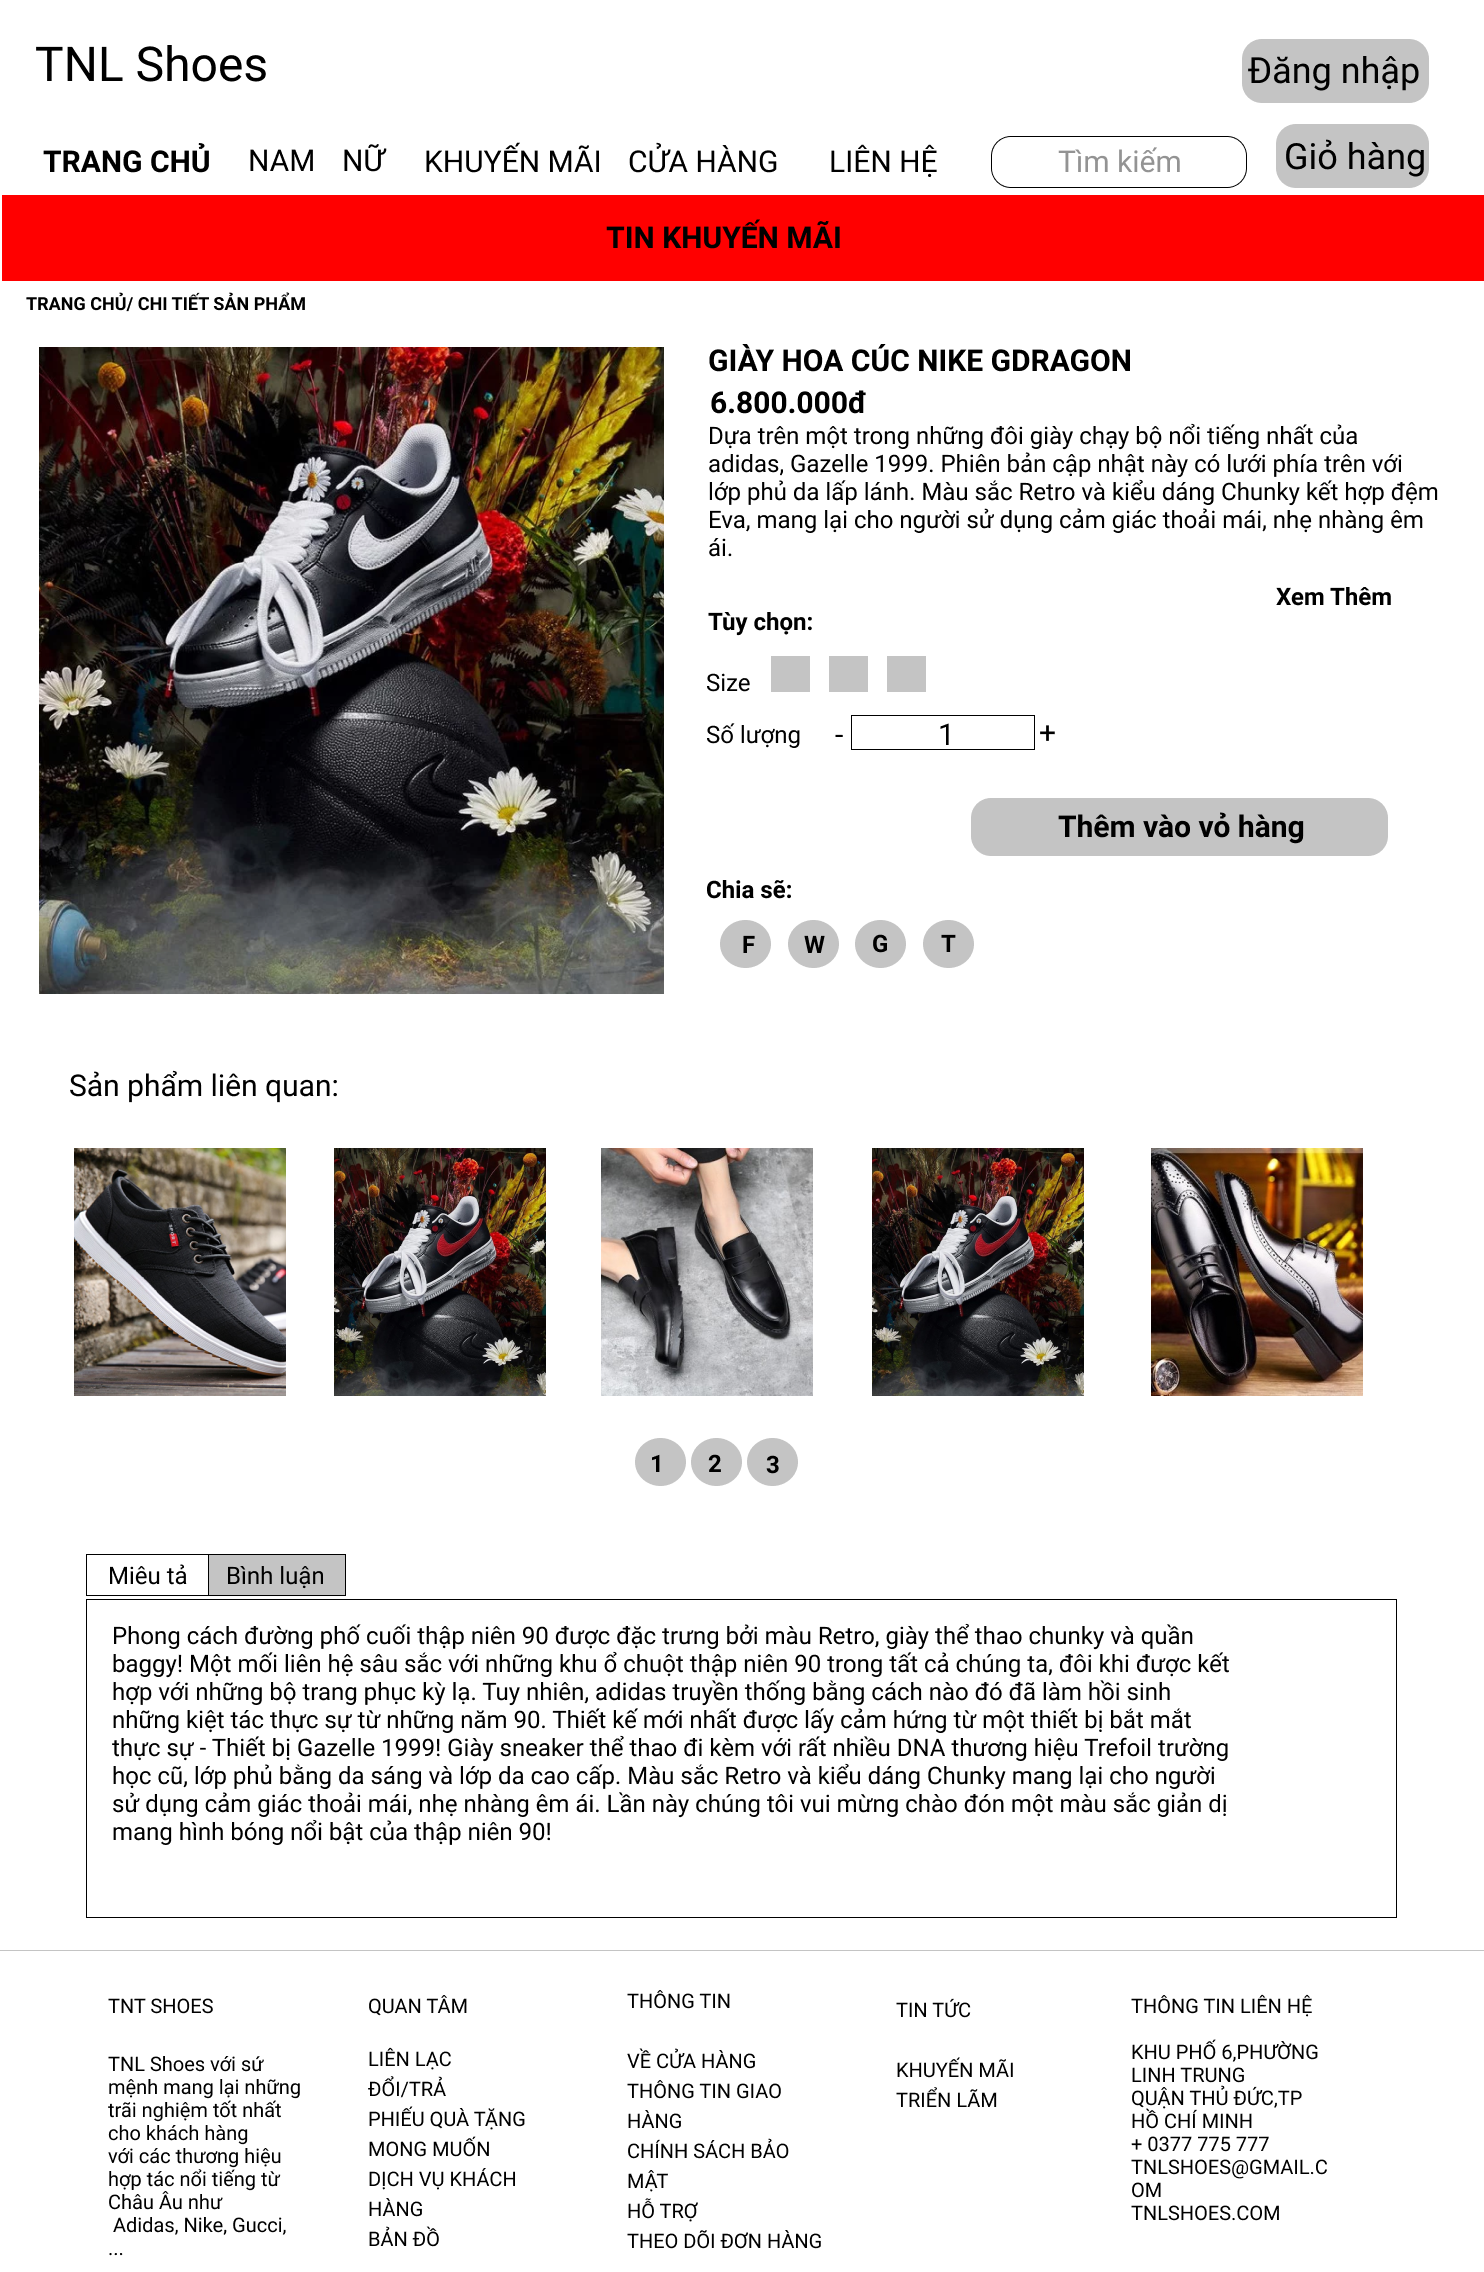 TNL Shoes
Đăng nhập
TRANG CHỦ NAM NỮ KHUYẾN MÃI CỬA HÀNG LIÊN HỆ Tìm kiếm Giỏ hàng
TIN KHUYẾN MÃI
TRANG CHỦ/ CHI TIẾT SẢN PHẨM
GIÀY HOA CÚC NIKE GDRAGON
6.800.000đ
Dựa trên một trong những đôi giày chạy bộ nổi tiếng nhất của
adidas, Gazelle 1999. Phiên bản cập nhật này có lưới phía trên với
lớp phủ da lấp lánh. Màu sắc Retro và kiểu dáng Chunky kết hợp đệm
Eva, mang lại cho người sử dụng cảm giác thoải mái, nhẹ nhàng êm
ái.
Xem Thêm
Tùy chọn:
Size
Số lượng - 1 +
Thêm vào vỏ hàng
Chia sẽ:
F W G T
AIR
Sản phẩm liên quan:
1 2 3
Miêu tả Bình luận
Phong cách đường phố cuối thập niên 90 được đặc trưng bởi màu Retro, giày thể thao chunky và quần
baggy! Một mối liên hệ sâu sắc với những khu ổ chuột thập niên 90 trong tất cả chúng ta, đôi khi được kết
hợp với những bộ trang phục kỳ lạ. Tuy nhiên, adidas truyền thống bằng cách nào đó đã làm hồi sinh
những kiệt tác thực sự từ những năm 90. Thiết kế mới nhất được lấy cảm hứng từ một thiết bị bắt mắt
thực sự - Thiết bị Gazelle 1999! Giày sneaker thể thao đi kèm với rất nhiều DNA thương hiệu Trefoil trường
học cũ, lớp phủ bằng da sáng và lớp da cao cấp. Màu sắc Retro và kiểu dáng Chunky mang lại cho người
sử dụng cảm giác thoải mái, nhẹ nhàng êm ái. Lần này chúng tôi vui mừng chào đón một màu sắc giản dị
mang hình bóng nổi bật của thập niên 90!
TNT SHOES
TNL Shoes với sứ
mệnh mang lại những
trãi nghiệm tốt nhất
cho khách hàng
với các thương hiệu
hợp tác nổi tiếng từ
Châu Âu như
Adidas, Nike, Gucci,
...
QUAN TÂM
LIÊN LẠC
ĐỔI/TRẢ
PHIẾU QUÀ TẶNG
MONG MUỐN
DỊCH VỤ KHÁCH
HÀNG
BẢN ĐỒ
THÔNG TIN
VỀ CỬA HÀNG
THÔNG TIN GIAO
HÀNG
CHÍNH SÁCH BẢO
MẬT
HỖ TRỢ
THEO DÕI ĐƠN HÀNG
TIN TỨC
KHUYẾN MÃI
TRIỂN LÃM
THÔNG TIN LIÊN HỆ
KHU PHỐ 6,PHƯỜNG
LINH TRUNG
QUẬN THỦ ĐỨC,TP
HỒ CHÍ MINH
+ 0377 775 777
TNLSHOES@GMAIL.C
OM
TNLSHOES.COM